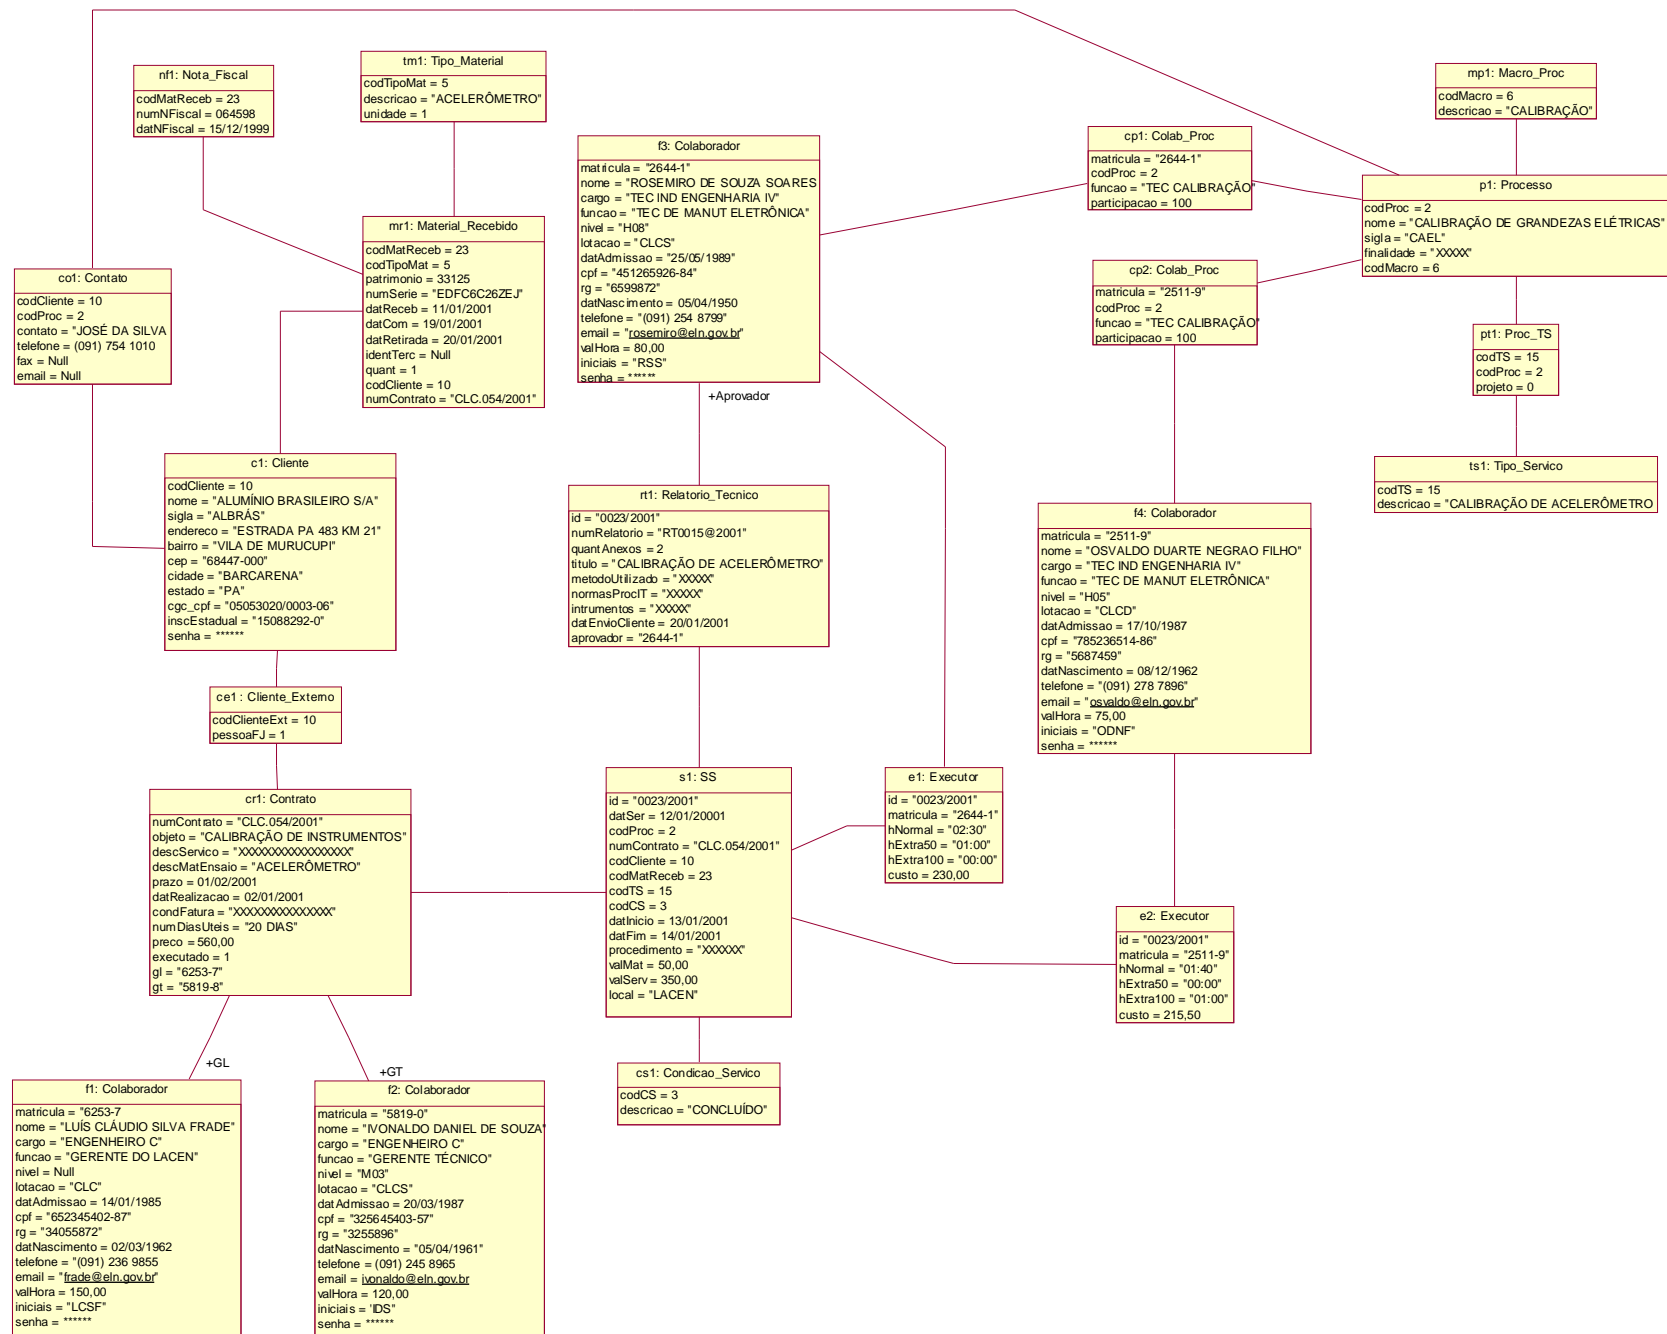 nf1: Nota_Fiscal
codMatReceb = 23
numNFiscal = 064598
datNFiscal = 15/12/1999
tm1: Tipo_Material
codTipoMat = 5
descricao = "ACELERÔMETRO"
unidade = 1
mp1: Macro_Proc
codMacro = 6
descricao = "CALIBRAÇÃO"
f3: Colaborador
matricula = "2644-1"
nome = "ROSEMIRO DE SOUZA SOARES
cargo = "TEC IND ENGENHARIA IV"
funcao = "TEC DE MANUT ELETRÔNICA"
nivel = "H08"
lotacao = "CLCS"
datAdmissao = "25/05/1989"
cpf = "451265926-84"
rg = "6599872"
datNascimento = 05/04/1950
telefone = "(091) 254 8799"
email = "rosemiro@eln.gov.br"
valHora = 80,00
iniciais = "RSS"
senha = ******
+Aprovador
cp1: Colab_Proc
matricula = "2644-1"
codProc = 2
funcao = "TEC CALIBRAÇÃO"
participacao = 100
p1: Processo
codProc = 2
nome = "CALIBRAÇÃO DE GRANDEZAS ELÉTRICAS"
sigla = "CAEL"
finalidade = "XXXXX"
codMacro = 6
mr1: Material_Recebido
codMatReceb = 23
codTipoMat = 5
patrimonio = 33125
numSerie = "EDFC6C26ZEJ"
datReceb = 11/01/2001
datCom = 19/01/2001
datRetirada = 20/01/2001
identTerc = Null
quant = 1
codCliente = 10
numContrato = "CLC.054/2001"
co1: Contato
codCliente = 10
codProc = 2
contato = "JOSÉ DA SILVA
telefone = (091) 754 1010
fax = Null
email = Null
cp2: Colab_Proc
matricula = "2511-9"
codProc = 2
funcao = "TEC CALIBRAÇÃO"
participacao = 100
pt1: Proc_TS
codTS = 15
codProc = 2
projeto = 0
c1: Cliente
codCliente = 10
nome = "ALUMÍNIO BRASILEIRO S/A"
sigla = "ALBRÁS"
endereco = "ESTRADA PA 483 KM 21"
bairro = "VILA DE MURUCUPI"
cep = "68447-000"
cidade = "BARCARENA"
estado = "PA"
cgc_cpf = "05053020/0003-06"
inscEstadual = "15088292-0"
senha = ******
ts1: Tipo_Servico
codTS = 15
descricao = "CALIBRAÇÃO DE ACELERÔMETRO
rt1: Relatorio_Tecnico
id = "0023/2001"
numRelatorio = "RT0015@2001"
quantAnexos = 2
titulo = "CALIBRAÇÃO DE ACELERÔMETRO"
metodoUtilizado = "XXXXX"
normasProcIT = "XXXXX"
intrumentos = "XXXXX"
datEnvioCliente = 20/01/2001
aprovador = "2644-1"
f4: Colaborador
matricula = "2511-9"
nome = "OSVALDO DUARTE NEGRAO FILHO"
cargo = "TEC IND ENGENHARIA IV"
funcao = "TEC DE MANUT ELETRÔNICA"
nivel = "H05"
lotacao = "CLCD"
datAdmissao = 17/10/1987
cpf = "785236514-86"
rg = "5687459"
datNascimento = 08/12/1962
telefone = "(091) 278 7896"
email = "osvaldo@eln.gov.br"
valHora = 75,00
iniciais = "ODNF"
senha = ******
ce1 : Cliente_Externo
codClienteExt = 10
pessoaFJ = 1
cr1: Contrato
numContrato = "CLC.054/2001"
objeto = "CALIBRAÇÃO DE INSTRUMENTOS"
descServico = "XXXXXXXXXXXXXXXXX"
descMatEnsaio = "ACELERÔMETRO"
prazo = 01/02/2001
datRealizacao = 02/01/2001
condFatura = "XXXXXXXXXXXXXXX"
numDiasUteis = "20 DIAS"
preco = 560,00
executado = 1
gl = "6253-7"
gt = "5819-8"
s1: SS
id = "0023/2001"
datSer = 12/01/20001
codProc = 2
numContrato = "CLC.054/2001"
codCliente = 10
codMatReceb = 23
codTS = 15
codCS = 3
datInicio = 13/01/2001
datFim = 14/01/2001
procedimento = "XXXXXX"
valMat = 50,00
valServ = 350,00
local = "LACEN"
e1: Executor
id = "0023/2001"
matricula = "2644-1"
hNormal = "02:30"
hExtra50 = "01:00"
hExtra100 = "00:00"
custo = 230,00
e2: Executor
id = "0023/2001"
matricula = "2511-9"
hNormal = "01:40"
hExtra50 = "00:00"
hExtra100 = "01:00"
custo = 215,50
+GL
+GT
cs1: Condicao_Servico
codCS = 3
descricao = "CONCLUÍDO"
f1: Colaborador
matricula = "6253-7
nome = "LUÍS CLÁUDIO SILVA FRADE"
cargo = "ENGENHEIRO C"
funcao = "GERENTE DO LACEN"
nivel = Null
lotacao = "CLC"
datAdmissao = 14/01/1985
cpf = "652345402-87"
rg = "34055872"
datNascimento = 02/03/1962
telefone = "(091) 236 9855
email = "frade@eln.gov.br"
valHora = 150,00
iniciais = "LCSF"
senha = ******
f2: Colaborador
matricula = "5819-0"
nome = "IVONALDO DANIEL DE SOUZA"
cargo = "ENGENHEIRO C"
funcao = "GERENTE TÉCNICO"
nivel = "M03"
lotacao = "CLCS"
datAdmissao = 20/03/1987
cpf = "325645403-57"
rg = "3255896"
datNascimento = "05/04/1961"
telefone = (091) 245 8965
email = ivonaldo@eln.gov.br
valHora = 120,00
iniciais = 'IDS"
senha = ******